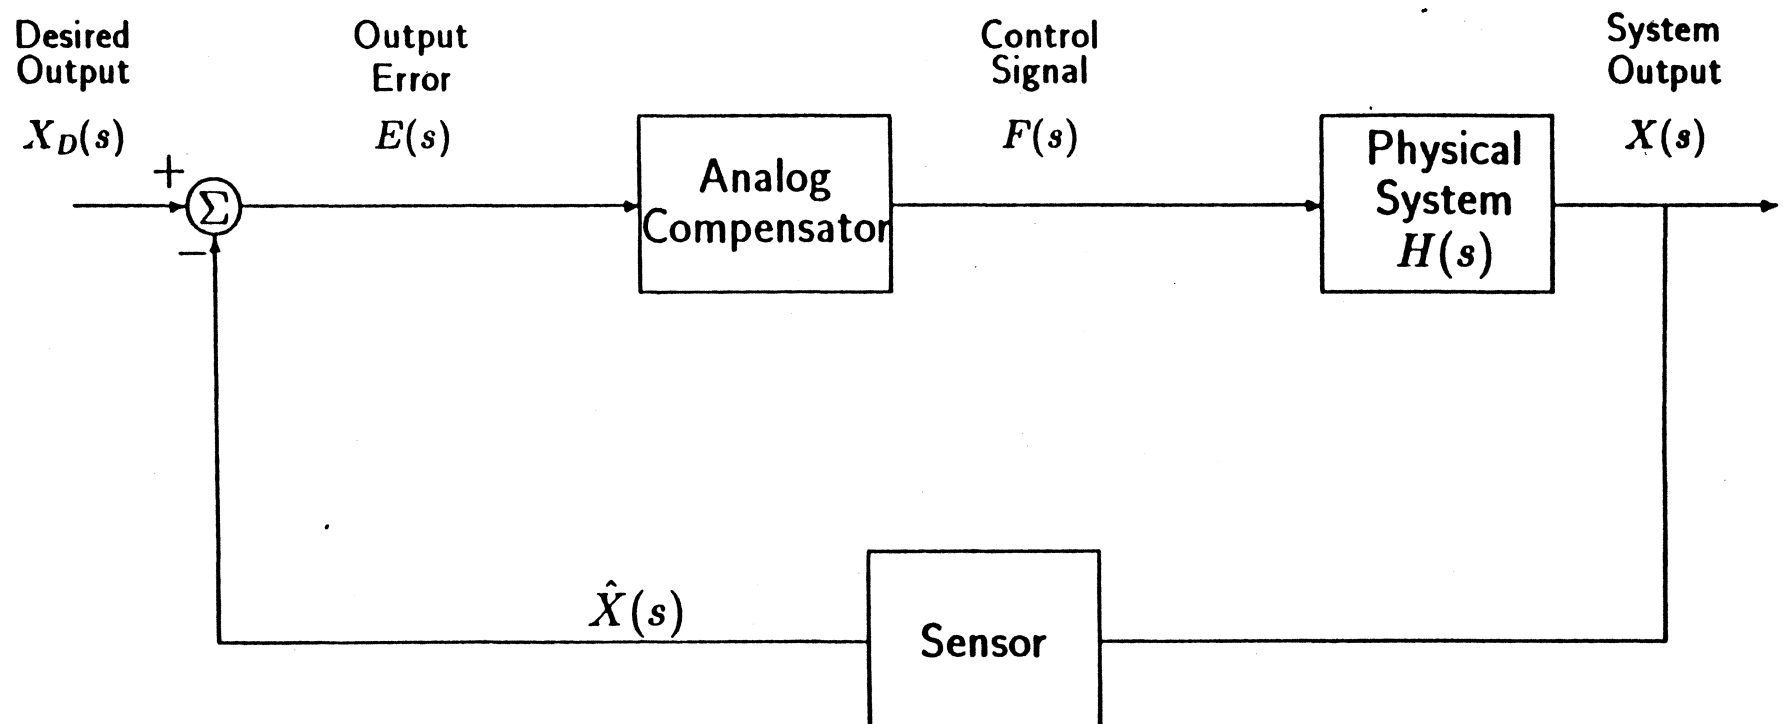 Desired
Output
X_D(s)
Output
Error
E(s)
Control
Signal
F(s)
System
Output
X(s)
+
Σ
−
Analog
Compensator
Physical
System
H(s)
X̂(s)
Sensor